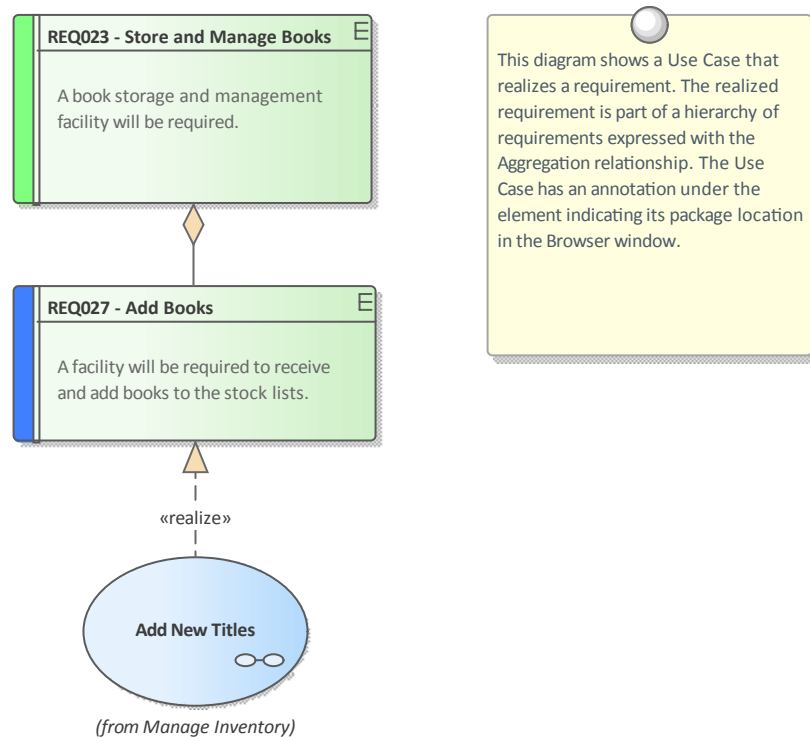 REQ023 - Store and Manage Books
E
A book storage and management
facility will be required.
This diagram shows a Use Case that
realizes a requirement. The realized
requirement is part of a hierarchy of
requirements expressed with the
Aggregation relationship. The Use
Case has an annotation under the
element indicating its package location
in the Browser window.
REQ027 - Add Books
E
A facility will be required to receive
and add books to the stock lists.
«realize»
Add New Titles
(from Manage Inventory)